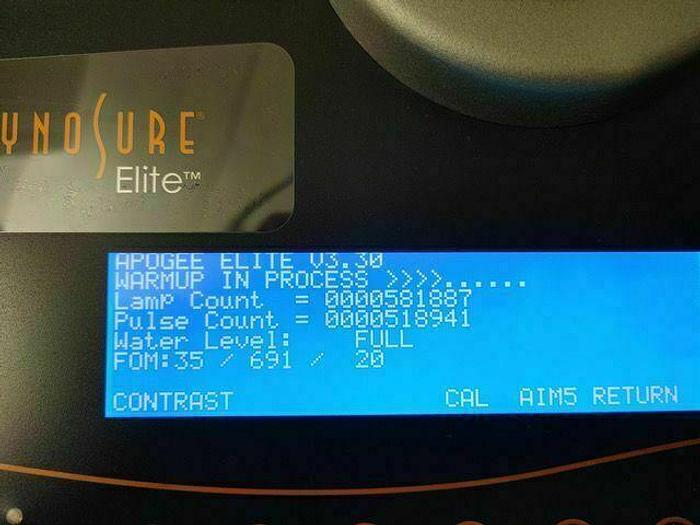 YNOSURE®
Elite™
APOGEE ELITE V3.30
WARMUP IN PROCESS >>>>......
Lamp Count = 0000581887
Pulse Count = 0000518941
Water Level: FULL
FOM:35 / 691 / 20
CONTRAST CAL AIM5 RETURN